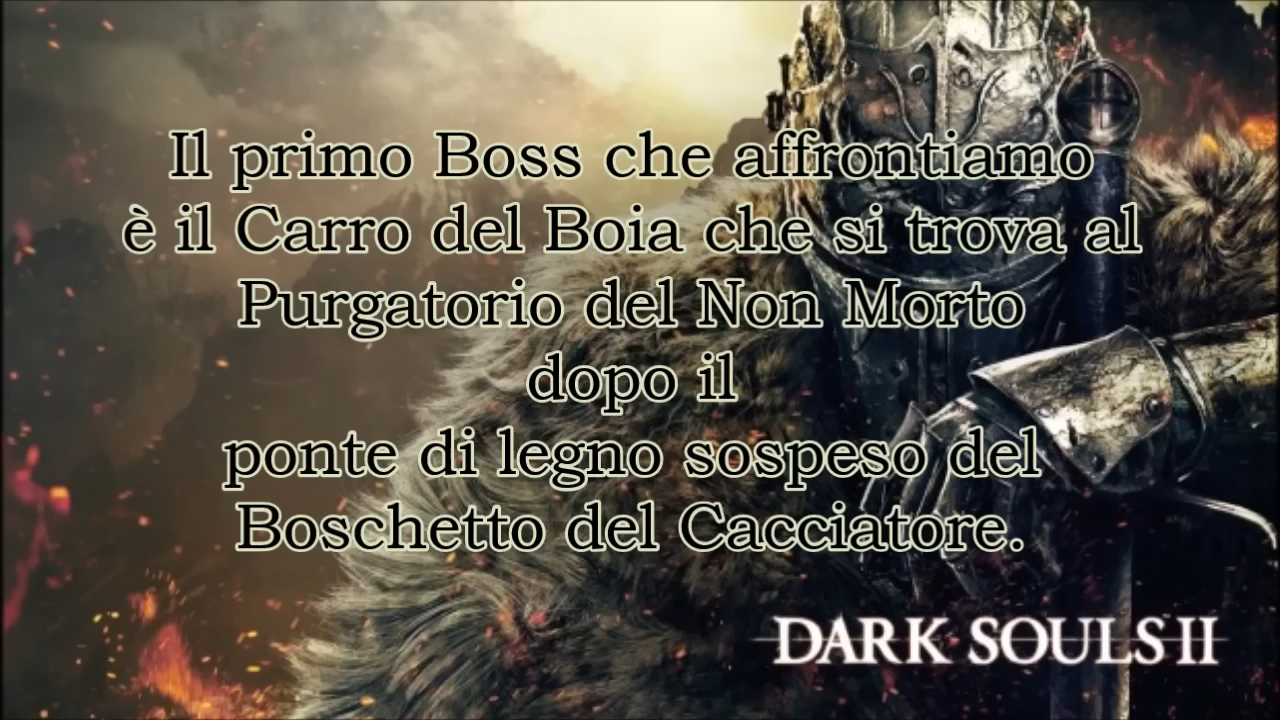 Il primo Boss che affrontiamo
è il Carro del Boia che si trova al
Purgatorio del Non Morto
dopo il
ponte di legno sospeso del
Boschetto del Cacciatore.
DARK SOULS II